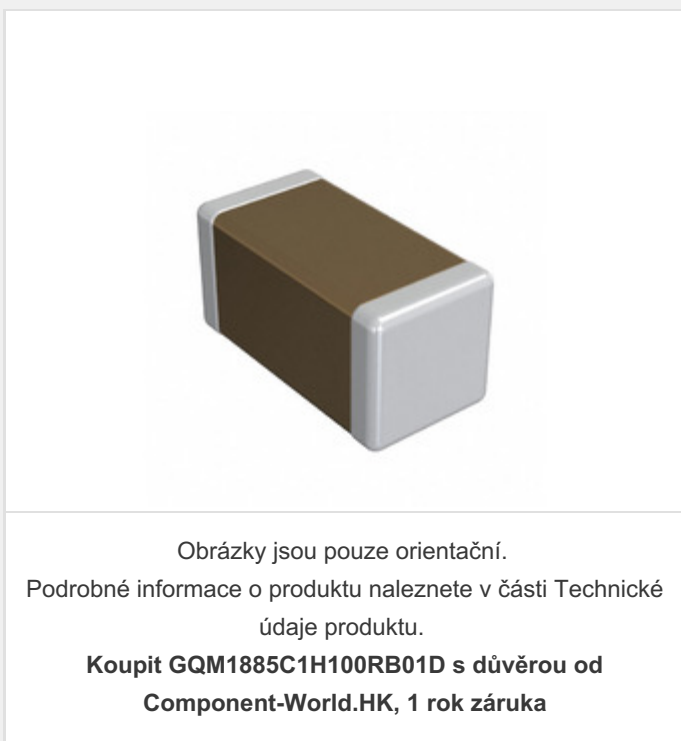 Obrázky jsou pouze orientační.
Podrobné informace o produktu naleznete v části Technické
údaje produktu.
Koupit GQM1885C1H100RB01D s důvěrou od
Component-World.HK, 1 rok záruka